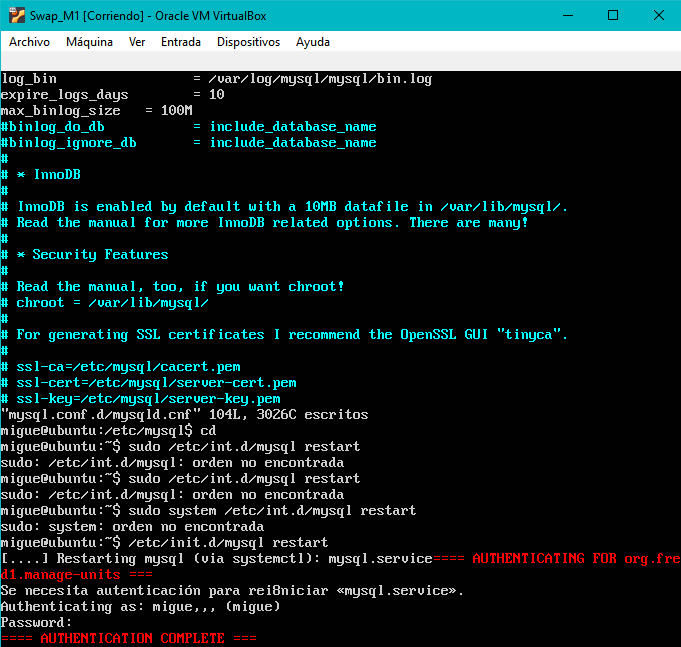 Swap_M1 [Corriendo] - Oracle VM VirtualBox
Archivo Máquina Ver Entrada Dispositivos Ayuda
log_bin = /var/log/mysql/mysql/bin.log
expire_logs_days = 10
max_binlog_size = 100M
#binlog_do_db = include_database_name
#binlog_ignore_db = include_database_name
#
# * InnoDB
#
# InnoDB is enabled by default with a 10MB datafile in /var/lib/mysql/.
# Read the manual for more InnoDB related options. There are many!
#
# * Security Features
#
# Read the manual, too, if you want chroot!
# chroot = /var/lib/mysql/
#
# For generating SSL certificates I recommend the OpenSSL GUI "tinyca".
#
# ssl-ca=/etc/mysql/cacert.pem
# ssl-cert=/etc/mysql/server-cert.pem
# ssl-key=/etc/mysql/server-key.pem
"mysql.conf.d/mysqld.cnf" 104L, 3026C escritos
migue@ubuntu:/etc/mysql$ cd
migue@ubuntu:~$ sudo /etc/int.d/mysql restart
sudo: /etc/int.d/mysql: orden no encontrada
migue@ubuntu:~$ sudo /etc/int.d/mysql restart
sudo: /etc/int.d/mysql: orden no encontrada
migue@ubuntu:~$ sudo system /etc/int.d/mysql restart
sudo: system: orden no encontrada
migue@ubuntu:~$ /etc/init.d/mysql restart
[....] Restarting mysql (via systemctl): mysql.service==== AUTHENTICATING FOR org.fre
d1.manage-units ===
Se necesita autenticación para rei8niciar «mysql.service».
Authenticating as: migue,,, (migue)
Password:
==== AUTHENTICATION COMPLETE ===